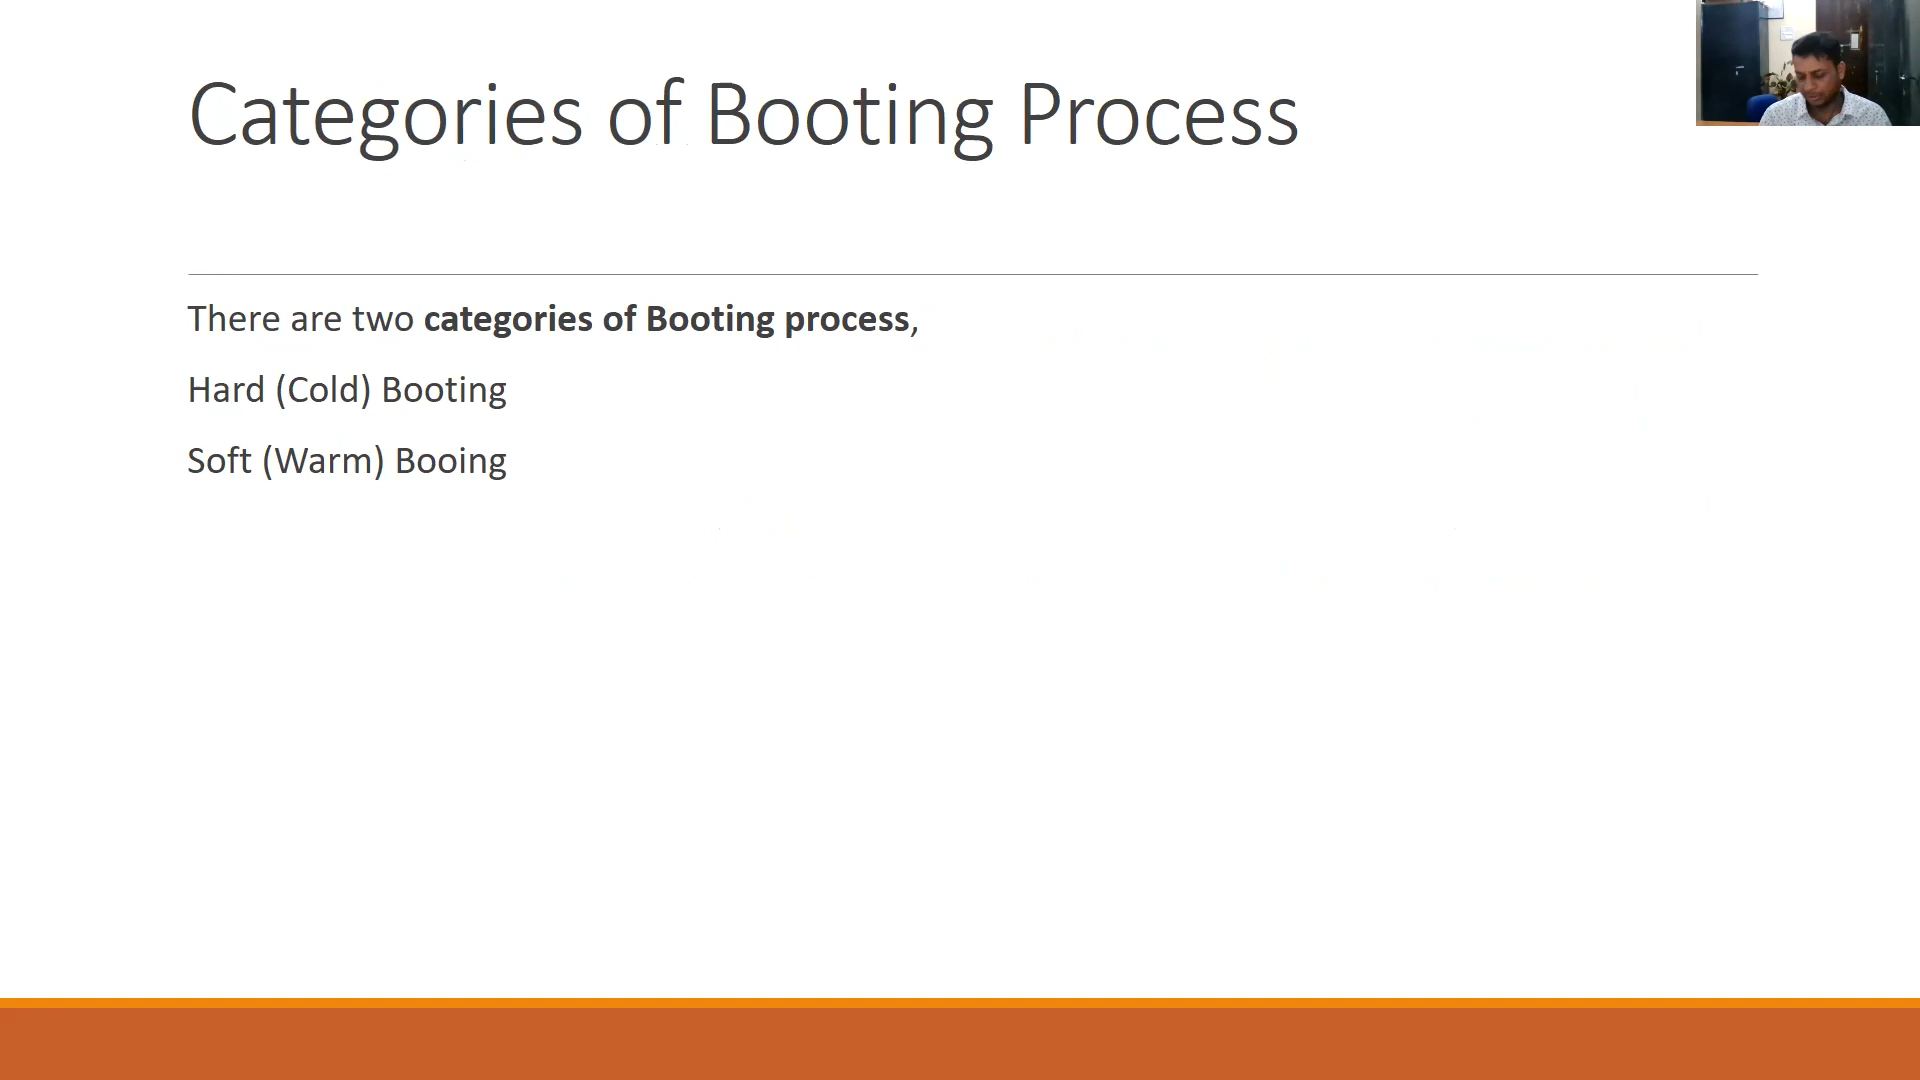 Categories of Booting Process
There are two categories of Booting process,
Hard (Cold) Booting
Soft (Warm) Booing